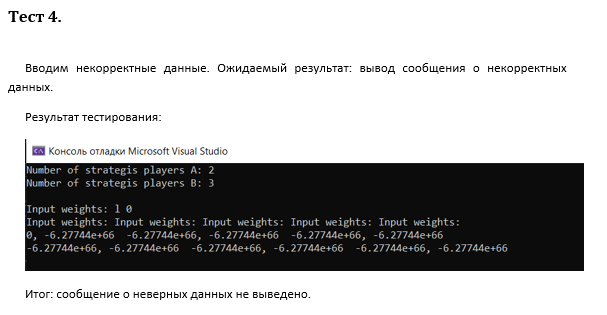 Тест 4.
Вводим некорректные данные. Ожидаемый результат: вывод сообщения о некорректных
данных.
Результат тестирования:
Консоль отладки Microsoft Visual Studio
Number of strategis players A: 2
Number of strategis players B: 3
Input weights: l 0
Input weights: Input weights: Input weights: Input weights: Input weights:
0, -6.27744e+66  -6.27744e+66, -6.27744e+66  -6.27744e+66, -6.27744e+66
-6.27744e+66, -6.27744e+66  -6.27744e+66, -6.27744e+66  -6.27744e+66, -6.27744e+66
Итог: сообщение о неверных данных не выведено.